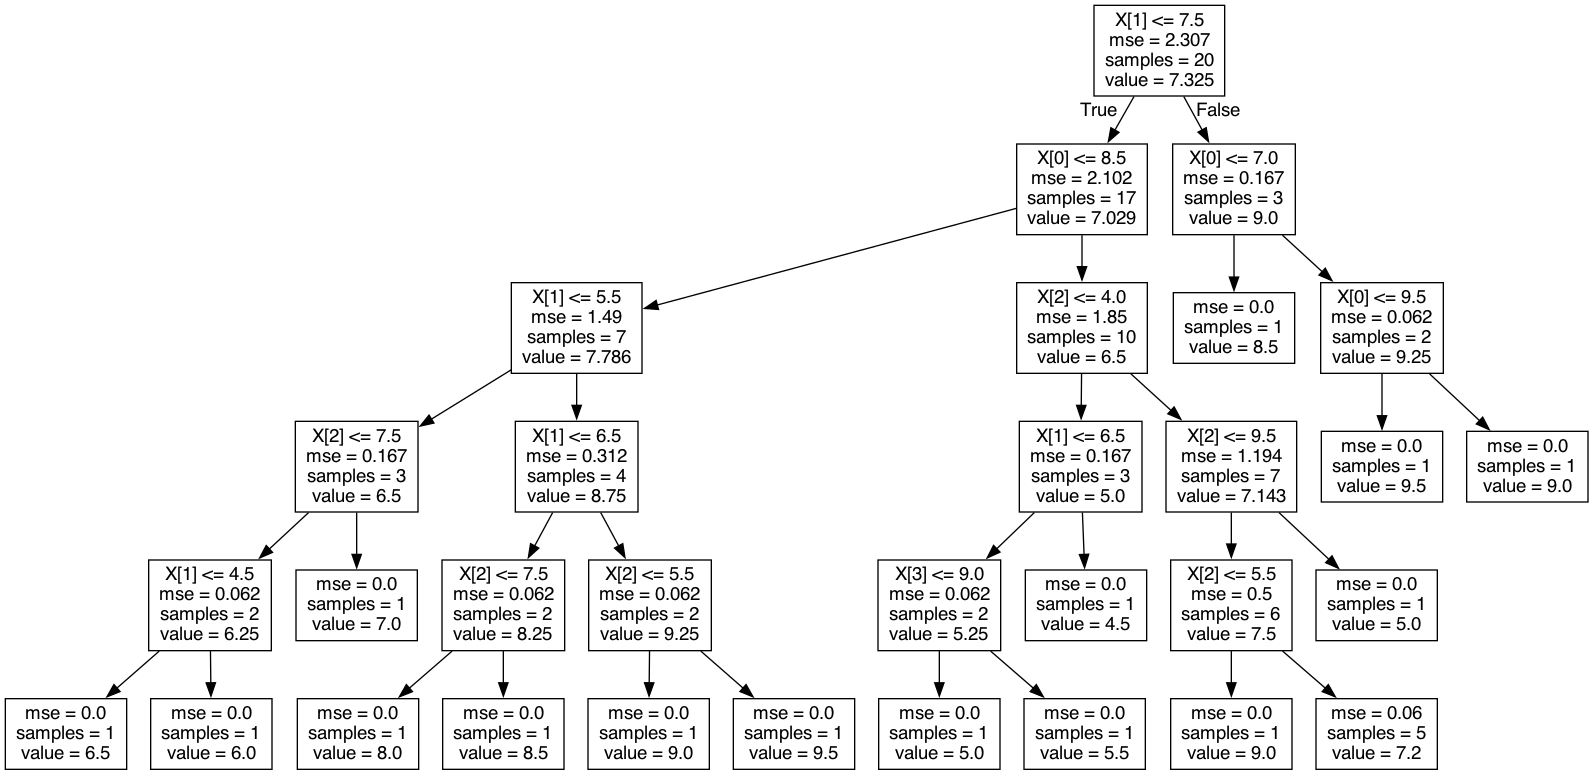 X[1] <= 7.5
mse = 2.307
samples = 20
value = 7.325
True
False
X[0] <= 8.5
mse = 2.102
samples = 17
value = 7.029
X[0] <= 7.0
mse = 0.167
samples = 3
value = 9.0
X[1] <= 5.5
mse = 1.49
samples = 7
value = 7.786
X[2] <= 4.0
mse = 1.85
samples = 10
value = 6.5
mse = 0.0
samples = 1
value = 8.5
X[0] <= 9.5
mse = 0.062
samples = 2
value = 9.25
X[2] <= 7.5
mse = 0.167
samples = 3
value = 6.5
X[1] <= 6.5
mse = 0.312
samples = 4
value = 8.75
X[1] <= 6.5
mse = 0.167
samples = 3
value = 5.0
X[2] <= 9.5
mse = 1.194
samples = 7
value = 7.143
mse = 0.0
samples = 1
value = 9.5
mse = 0.0
samples = 1
value = 9.0
X[1] <= 4.5
mse = 0.062
samples = 2
value = 6.25
mse = 0.0
samples = 1
value = 7.0
X[2] <= 7.5
mse = 0.062
samples = 2
value = 8.25
X[2] <= 5.5
mse = 0.062
samples = 2
value = 9.25
X[3] <= 9.0
mse = 0.062
samples = 2
value = 5.25
mse = 0.0
samples = 1
value = 4.5
X[2] <= 5.5
mse = 0.5
samples = 6
value = 7.5
mse = 0.0
samples = 1
value = 5.0
mse = 0.0
samples = 1
value = 6.5
mse = 0.0
samples = 1
value = 6.0
mse = 0.0
samples = 1
value = 8.0
mse = 0.0
samples = 1
value = 8.5
mse = 0.0
samples = 1
value = 9.0
mse = 0.0
samples = 1
value = 9.5
mse = 0.0
samples = 1
value = 5.0
mse = 0.0
samples = 1
value = 5.5
mse = 0.0
samples = 1
value = 9.0
mse = 0.06
samples = 5
value = 7.2